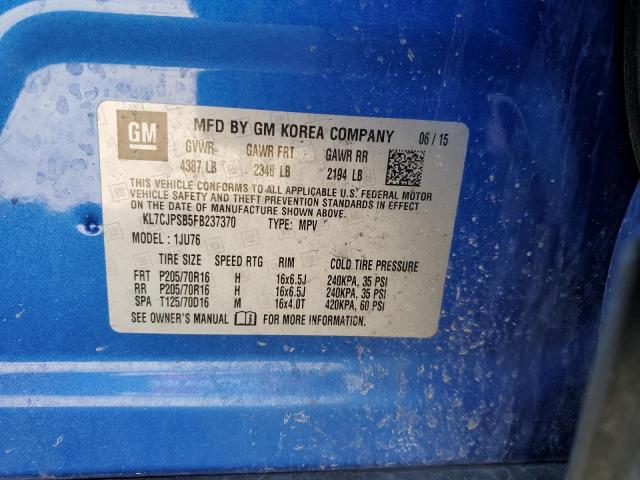 GM MFD BY GM KOREA COMPANY 06 / 15
GVWR GAWR FRT GAWR RR
4387 LB 2348 LB 2194 LB
THIS VEHICLE CONFORMS TO ALL APPLICABLE U.S. FEDERAL MOTOR
VEHICLE SAFETY AND THEFT PREVENTION STANDARDS IN EFFECT
ON THE DATE OF MANUFACTURE SHOWN ABOVE.
KL7CJPSB5FB237370 TYPE: MPV
MODEL: 1JU76
TIRE SIZE SPEED RTG RIM COLD TIRE PRESSURE
FRT P205/70R16 H 16x6.5J 240KPA, 35 PSI
RR P205/70R16 H 16x6.5J 240KPA, 35 PSI
SPA T125/70D16 M 16x4.0T 420KPA, 60 PSI
SEE OWNER'S MANUAL FOR MORE INFORMATION.